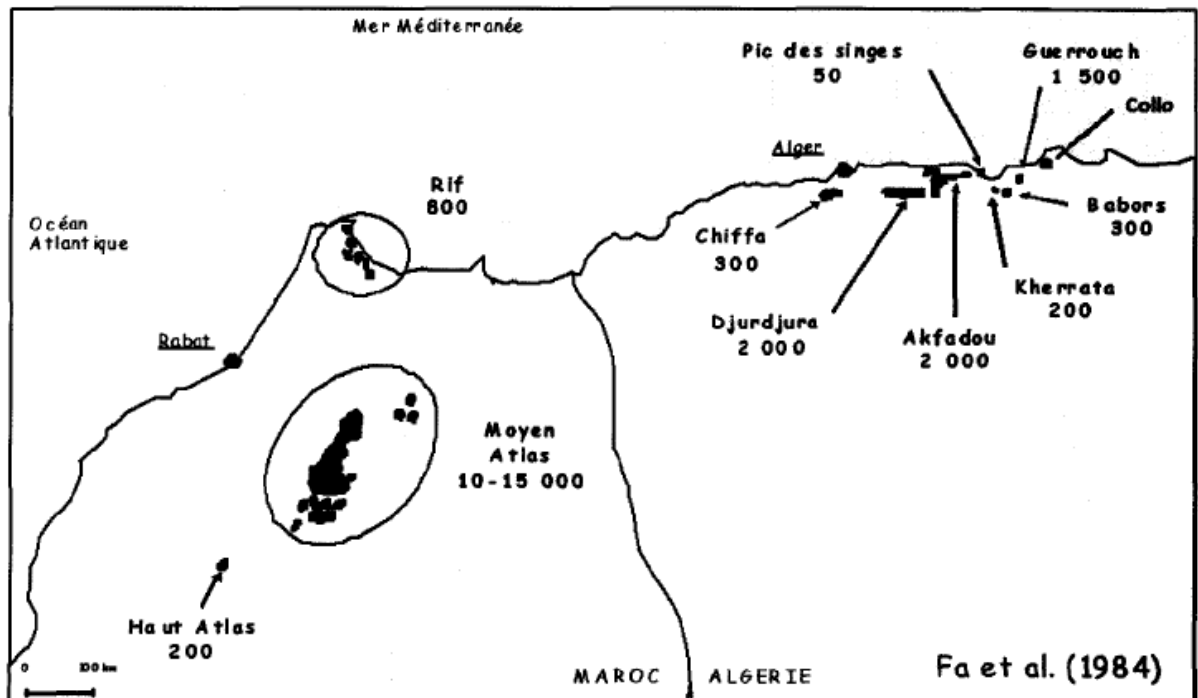 Mer Méditerranée
Pic des singes
50
Guerrouch
1 500
Collo
Alger
Rif
800
Océan
Atlantique
Chiffa
300
Babors
300
Kherrata
200
Djurdjura
2 000
Akfadou
2 000
Rabat
Moyen
Atlas
10-15 000
Haut Atlas
200
0 100 km
MAROC
ALGERIE
Fa et al. (1984)